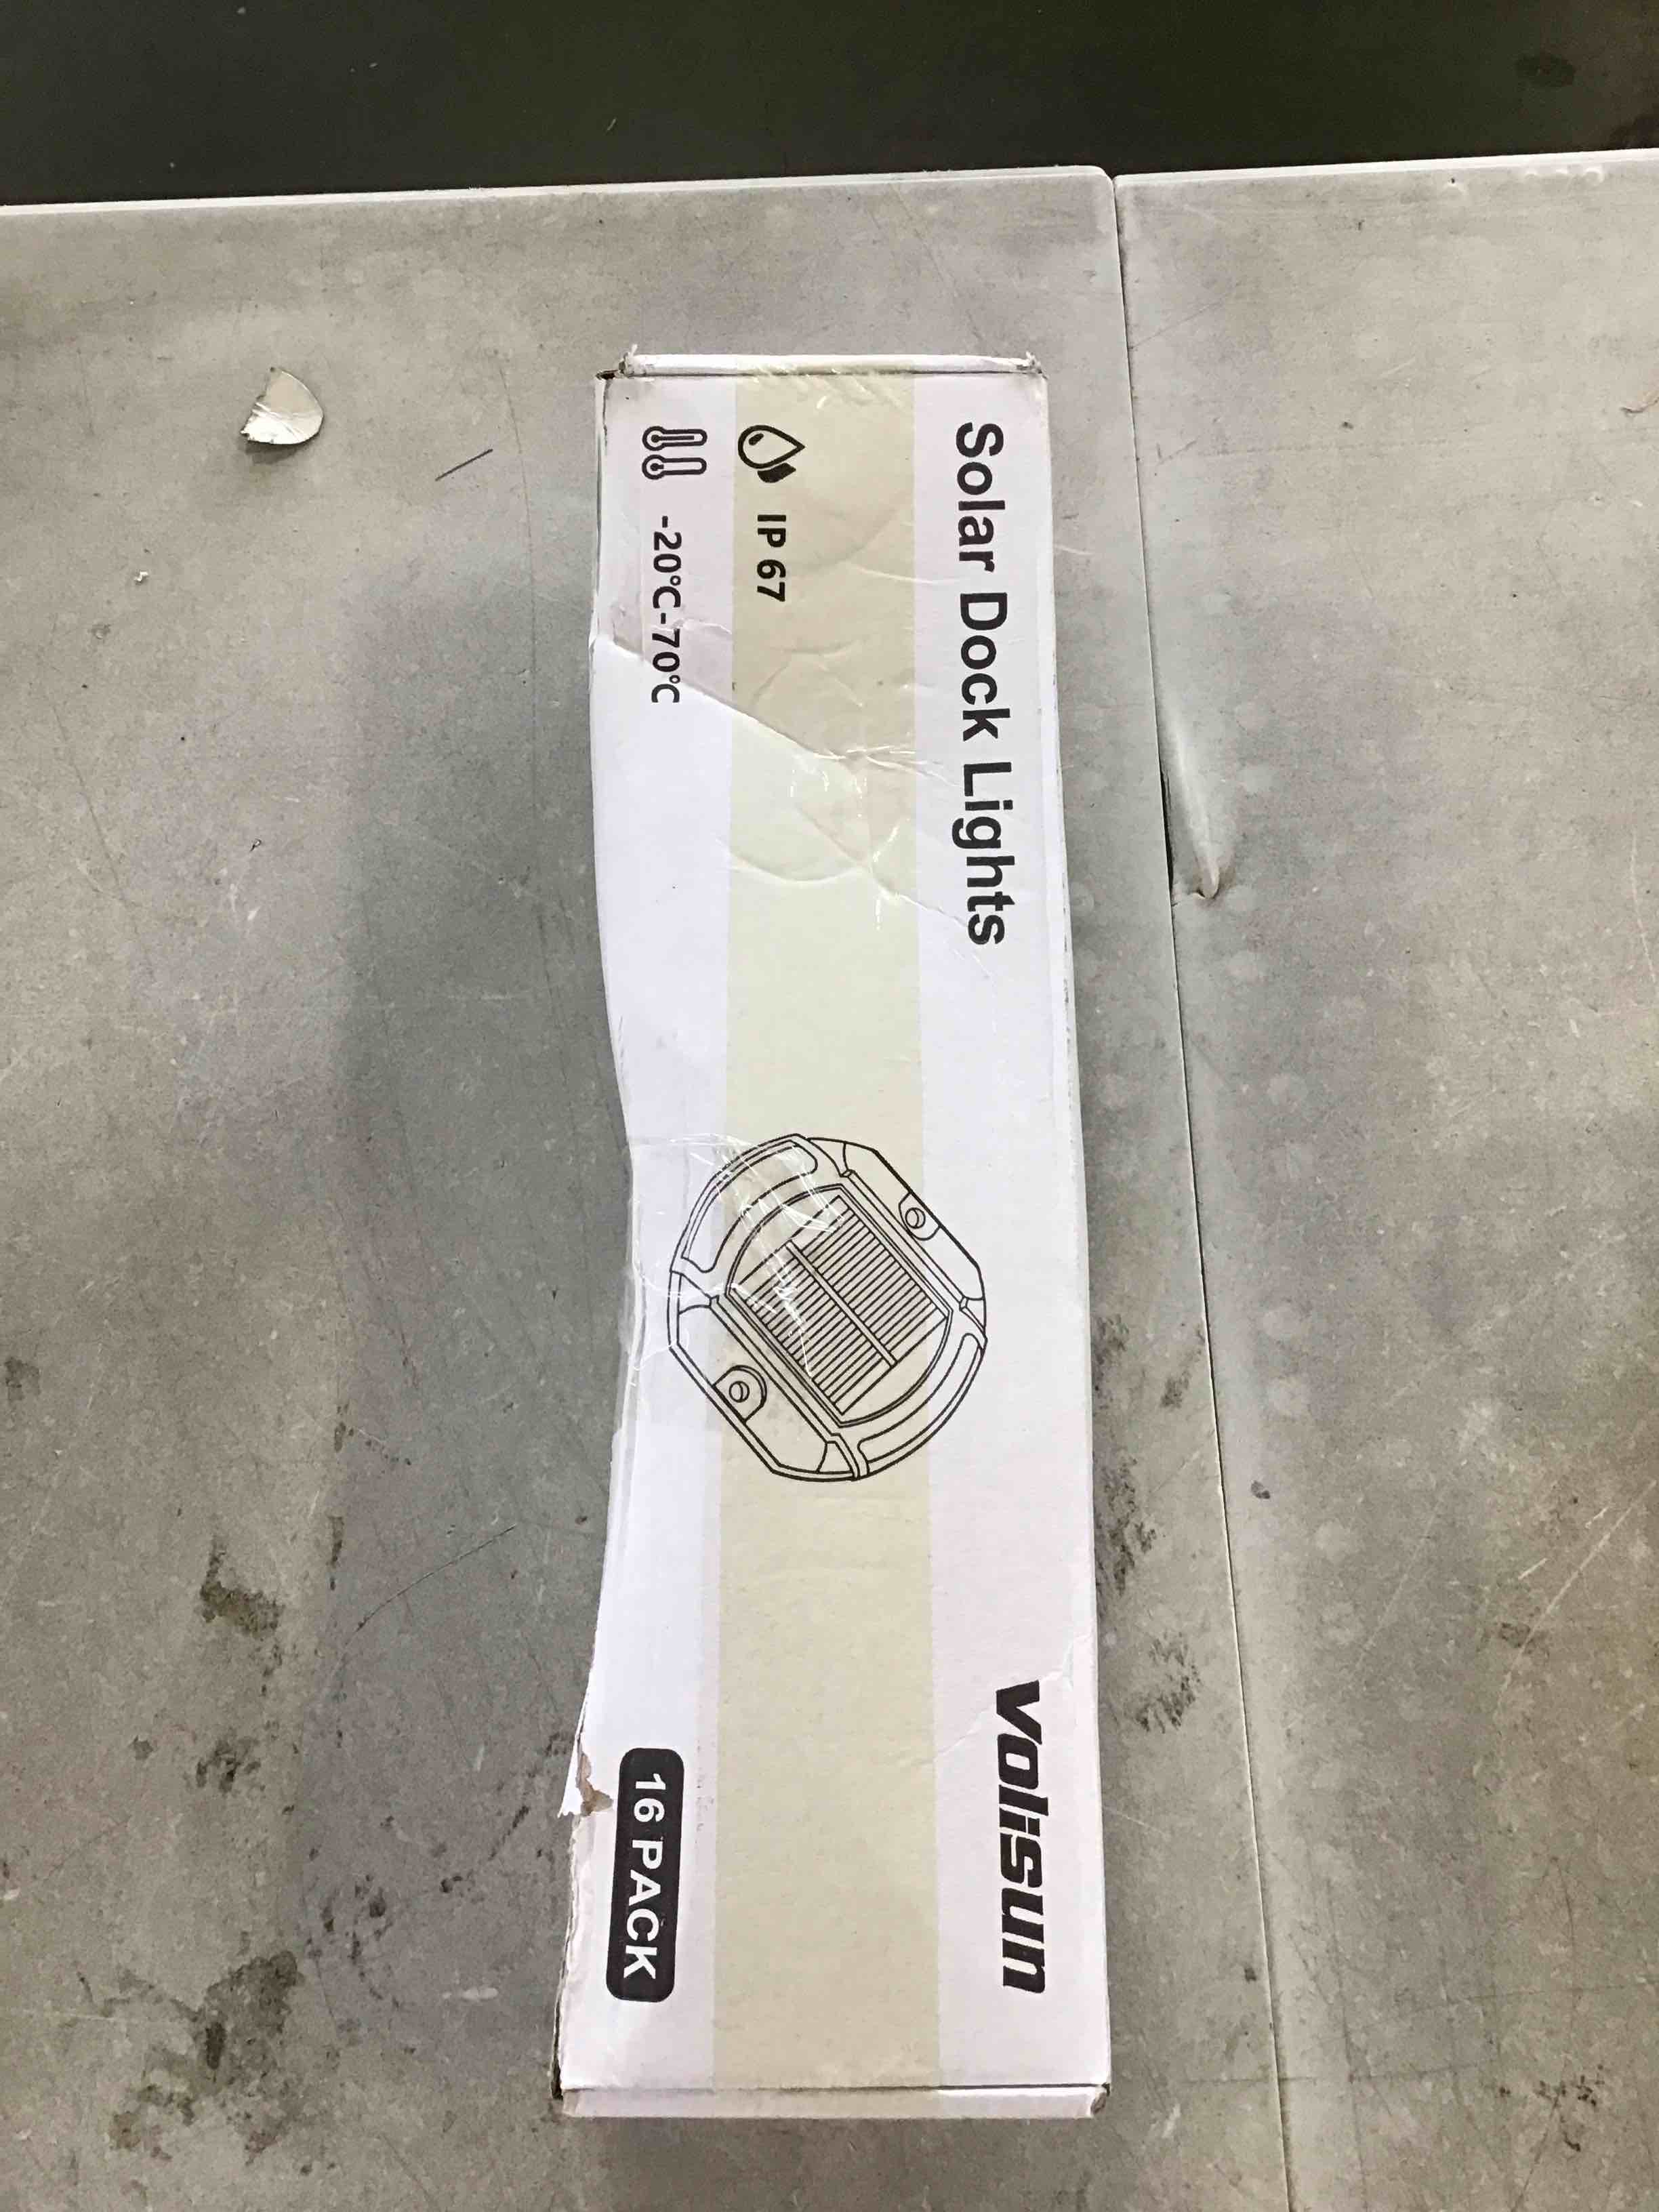 Volisun
Solar Dock Lights
IP 67
-20°C-70°C
16 PACK